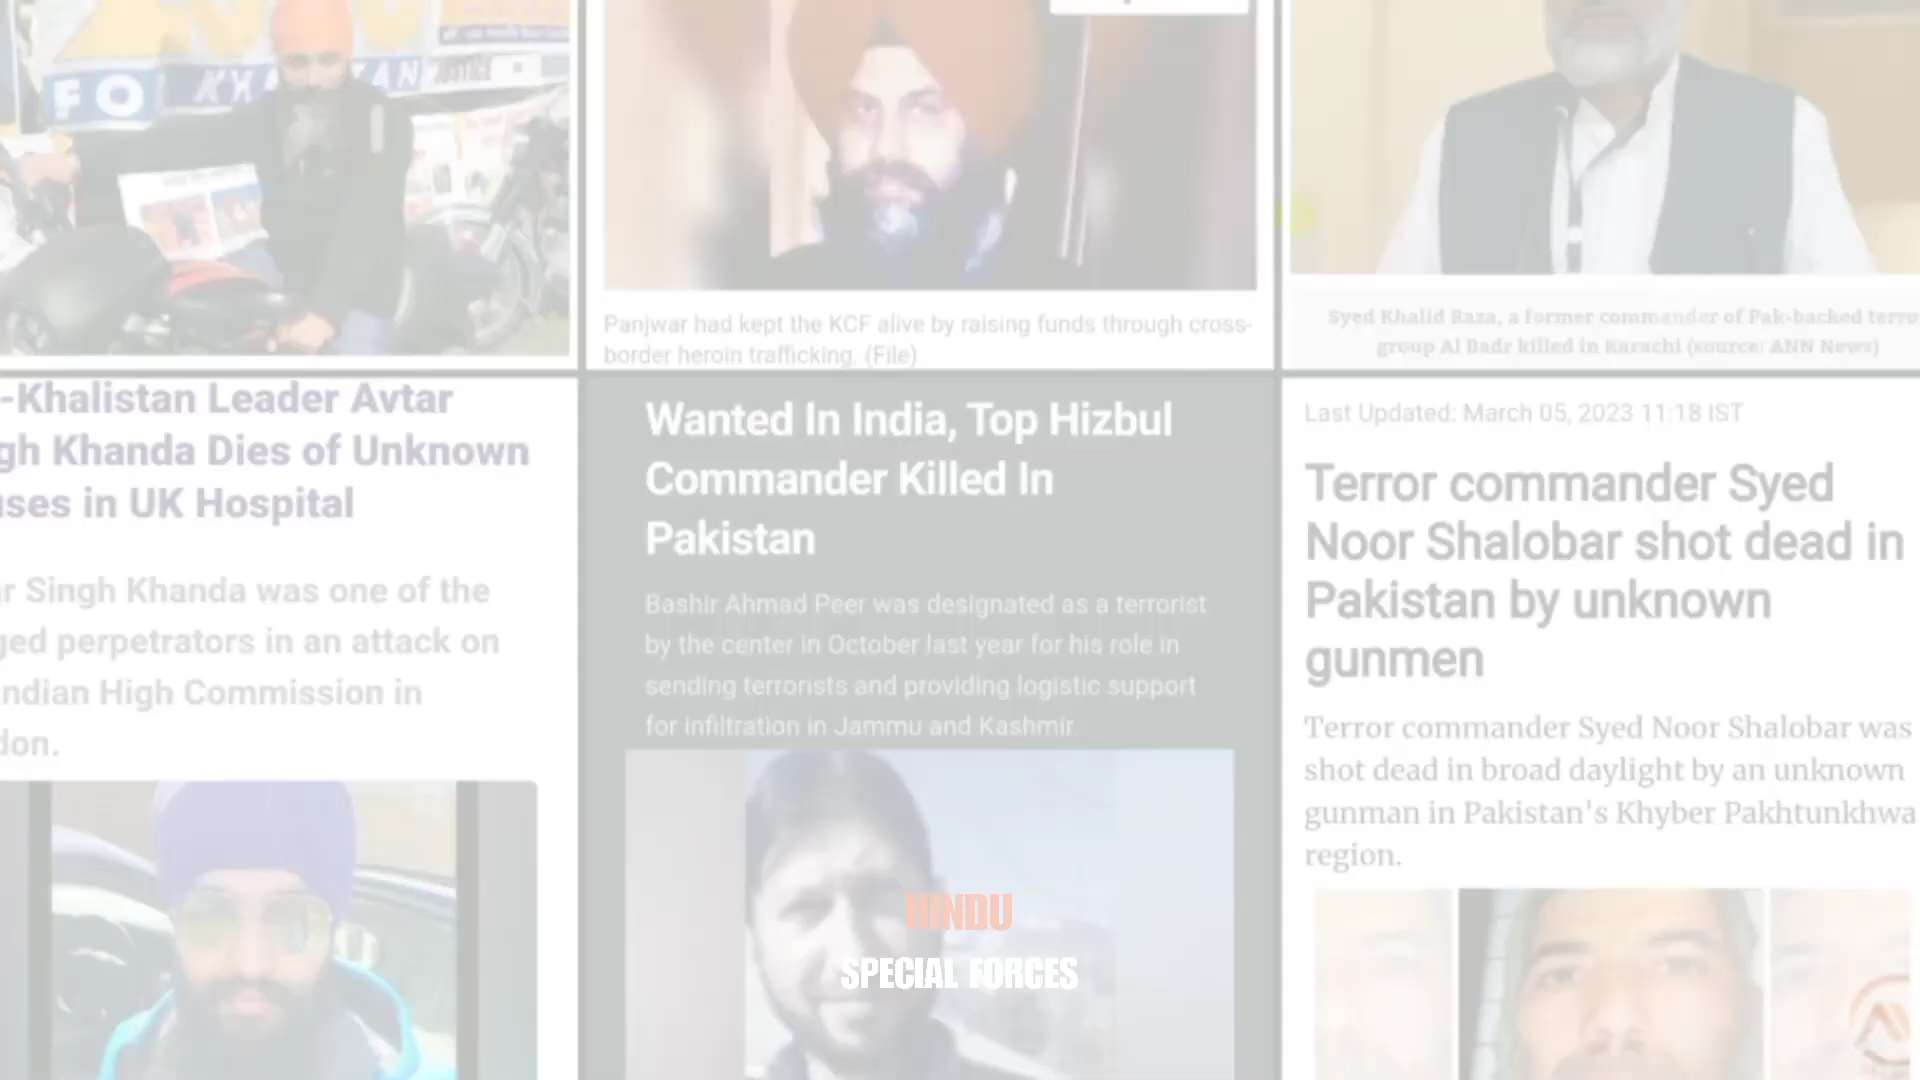 FO KHA TAN
Panjwar had kept the KCF alive by raising funds through cross-
border heroin trafficking. (File)
Syed Khalid Raza, a former commander of Pak-backed terro
group Al Badr killed in Karachi (source: ANN News)
-Khalistan Leader Avtar
gh Khanda Dies of Unknown
uses in UK Hospital
r Singh Khanda was one of the
ged perpetrators in an attack on
ndian High Commission in
don.
Wanted In India, Top Hizbul
Commander Killed In
Pakistan
Bashir Ahmad Peer was designated as a terrorist
by the center in October last year for his role in
sending terrorists and providing logistic support
for infiltration in Jammu and Kashmir.
Last Updated: March 05, 2023 11:18 IST
Terror commander Syed
Noor Shalobar shot dead in
Pakistan by unknown
gunmen
Terror commander Syed Noor Shalobar was
shot dead in broad daylight by an unknown
gunman in Pakistan's Khyber Pakhtunkhwa
region.
HINDU
SPECIAL FORCES